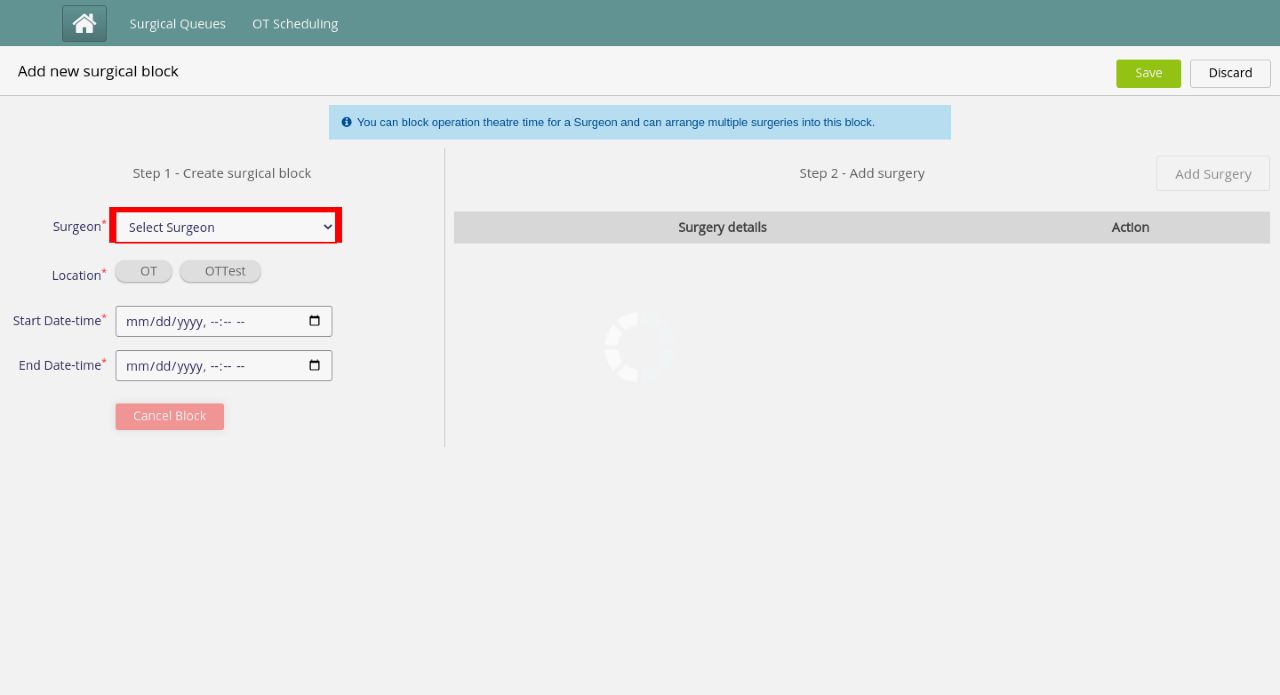 Surgical Queues OT Scheduling
Add new surgical block Save Discard
You can block operation theatre time for a Surgeon and can arrange multiple surgeries into this block.
Step 1 - Create surgical block
Surgeon* Select Surgeon
Location* OT OTTest
Start Date-time* mm/dd/yyyy, --:-- --
End Date-time* mm/dd/yyyy, --:-- --
Cancel Block
Step 2 - Add surgery Add Surgery
Surgery details Action